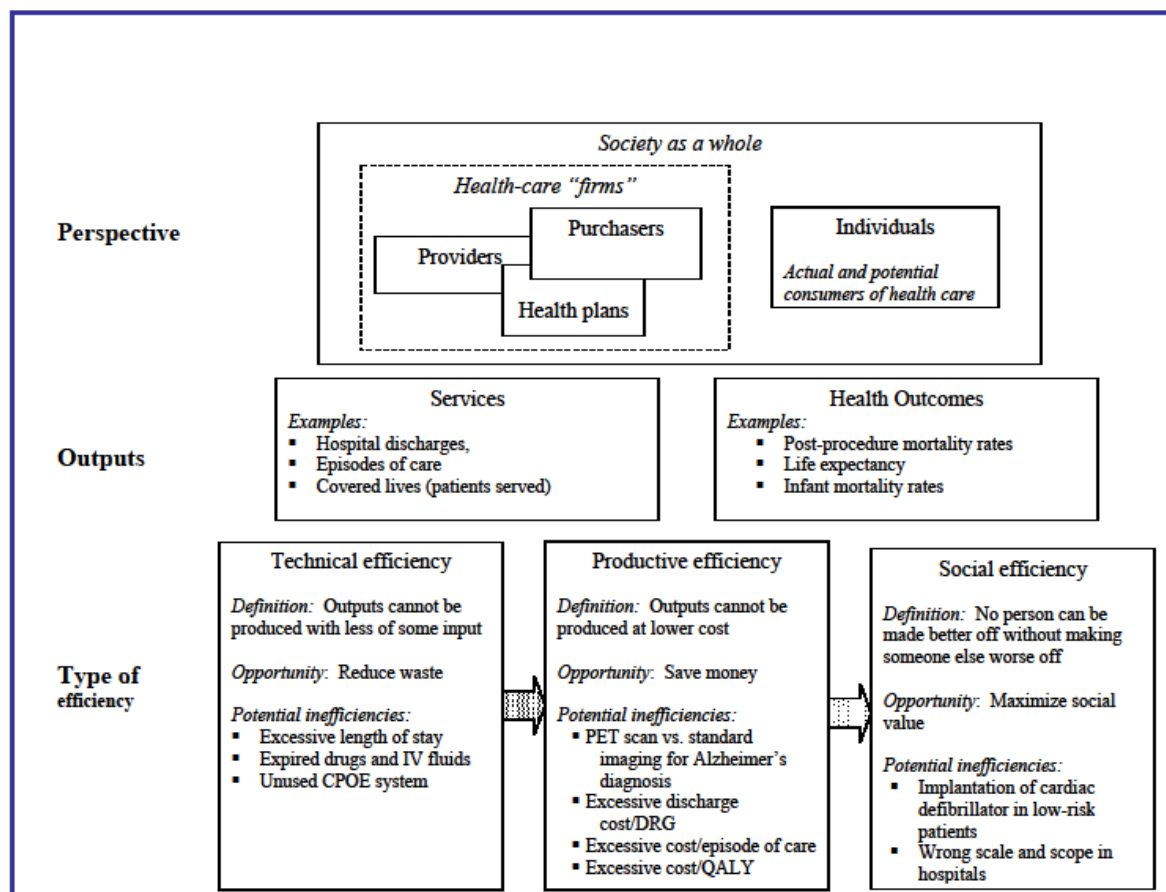 Society as a whole
Health-care “firms”
Perspective
Purchasers
Providers
Health plans
Individuals
Actual and potential
consumers of health care
Outputs
Services
Examples:
▪ Hospital discharges,
▪ Episodes of care
▪ Covered lives (patients served)
Health Outcomes
Examples:
▪ Post-procedure mortality rates
▪ Life expectancy
▪ Infant mortality rates
Type of
efficiency
Technical efficiency
Definition: Outputs cannot be
produced with less of some input
Opportunity: Reduce waste
Potential inefficiencies:
▪ Excessive length of stay
▪ Expired drugs and IV fluids
▪ Unused CPOE system
Productive efficiency
Definition: Outputs cannot be
produced at lower cost
Opportunity: Save money
Potential inefficiencies:
▪ PET scan vs. standard
imaging for Alzheimer’s
diagnosis
▪ Excessive discharge
cost/DRG
▪ Excessive cost/episode of care
▪ Excessive cost/QALY
Social efficiency
Definition: No person can be
made better off without making
someone else worse off
Opportunity: Maximize social
value
Potential inefficiencies:
▪ Implantation of cardiac
defibrillator in low-risk
patients
▪ Wrong scale and scope in
hospitals